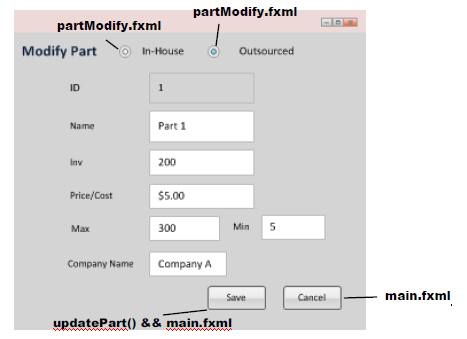 partModify.fxml
partModify.fxml
Modify Part In-House Outsourced
ID 1
Name Part 1
Inv 200
Price/Cost $5.00
Max 300 Min 5
Company Name Company A
Save Cancel main.fxml
updatePart() && main.fxml